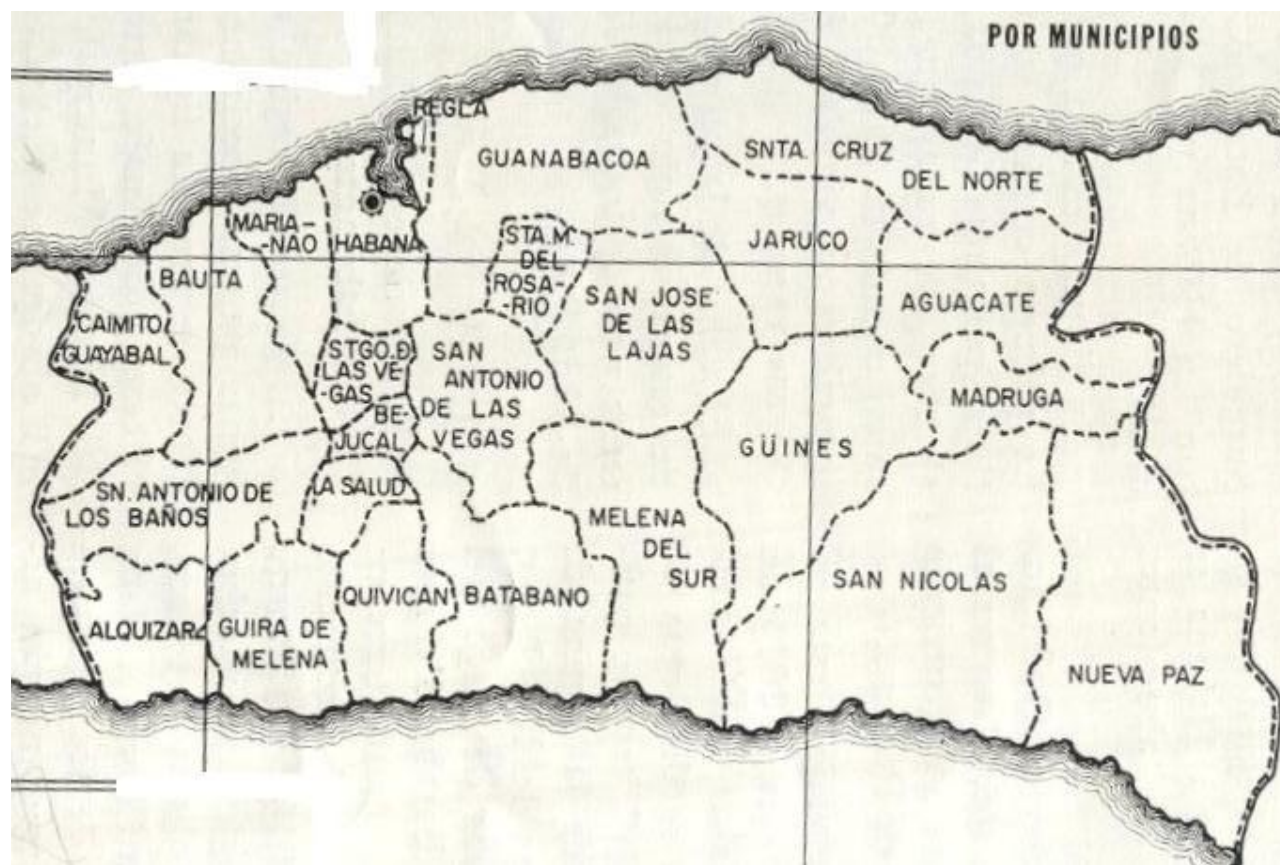 POR MUNICIPIOS
REGLA
GUANABACOA
SNTA. CRUZ
DEL NORTE
MARIA-
-NAO
HABANA
STA.M.
DEL
ROSA-
-RIO
JARUCO
BAUTA
SAN JOSE
DE LAS
LAJAS
AGUACATE
CAIMITO
GUAYABAL
STGO.D.
LAS VE-
-GAS
SAN
ANTONIO
DE LAS
VEGAS
BE-
JUCAL
MADRUGA
GÜINES
LA SALUD
SN. ANTONIO DE
LOS BAÑOS
MELENA
DEL
SUR
SAN NICOLAS
QUIVICAN
BATABANO
ALQUIZAR
GUIRA DE
MELENA
NUEVA PAZ